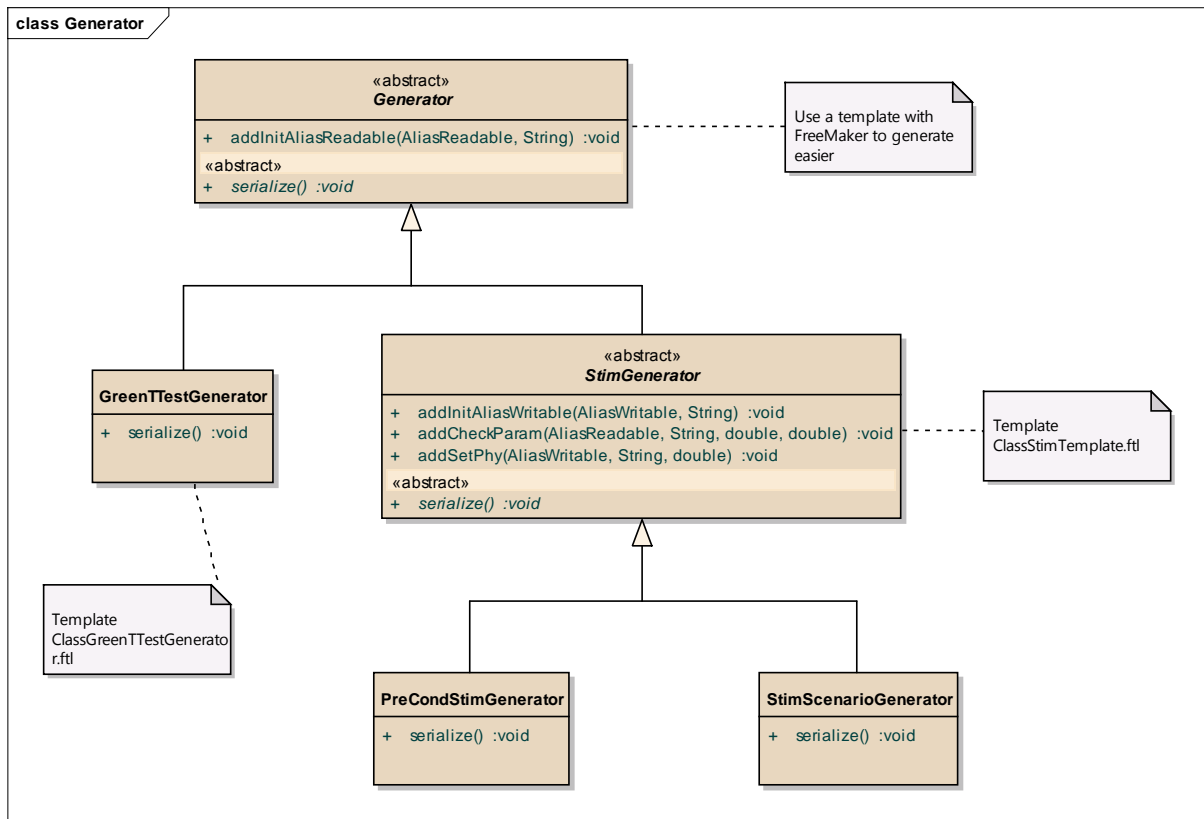 class Generator
«abstract»
Generator
+ addInitAliasReadable(AliasReadable, String) :void
«abstract»
+ serialize() :void
Use a template with
FreeMaker to generate
easier
GreenTTestGenerator
+ serialize() :void
«abstract»
StimGenerator
+ addInitAliasWritable(AliasWritable, String) :void
+ addCheckParam(AliasReadable, String, double, double) :void
+ addSetPhy(AliasWritable, String, double) :void
«abstract»
+ serialize() :void
Template
ClassStimTemplate.ftl
Template
ClassGreenTTestGenerato
r.ftl
PreCondStimGenerator
+ serialize() :void
StimScenarioGenerator
+ serialize() :void